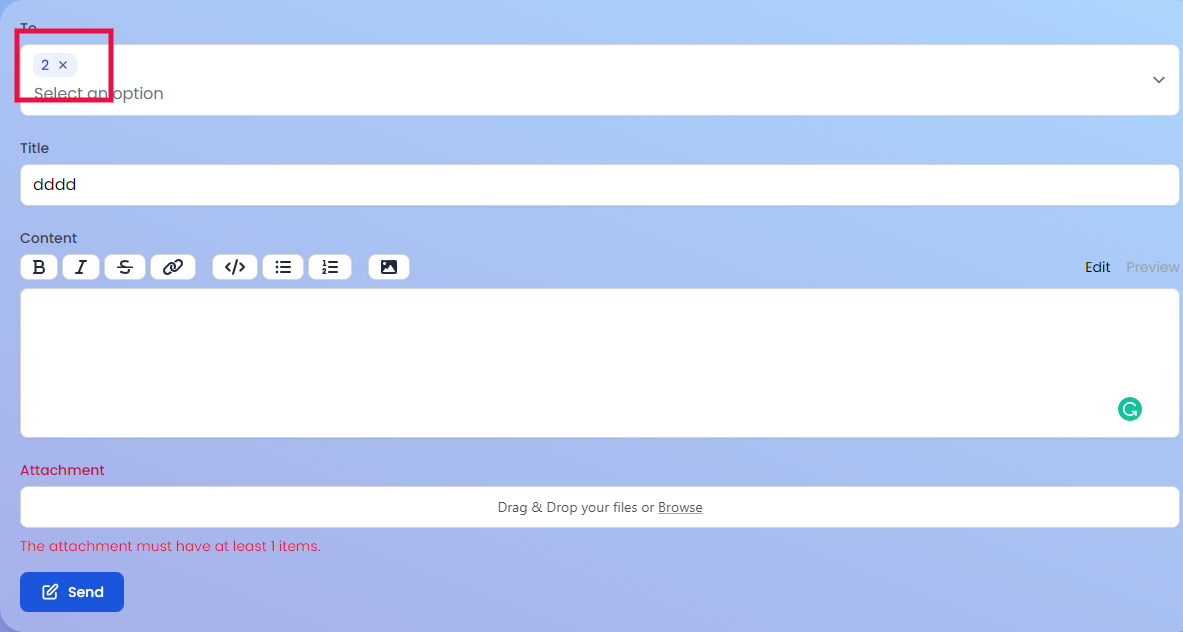 To
2 ×
Select an option
Title
dddd
Content
B I S </>
Edit Preview
Attachment
Drag & Drop your files or Browse
The attachment must have at least 1 items.
Send